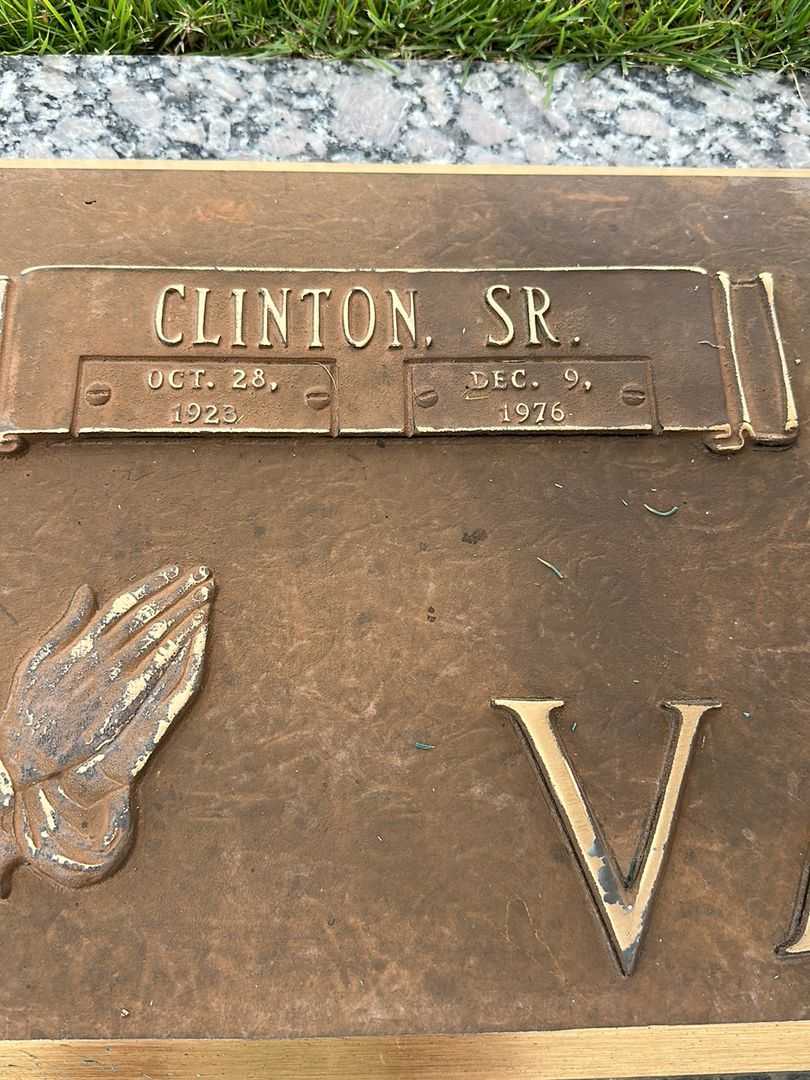 CLINTON, SR.
OCT. 28,
1923
DEC. 9,
1976
V